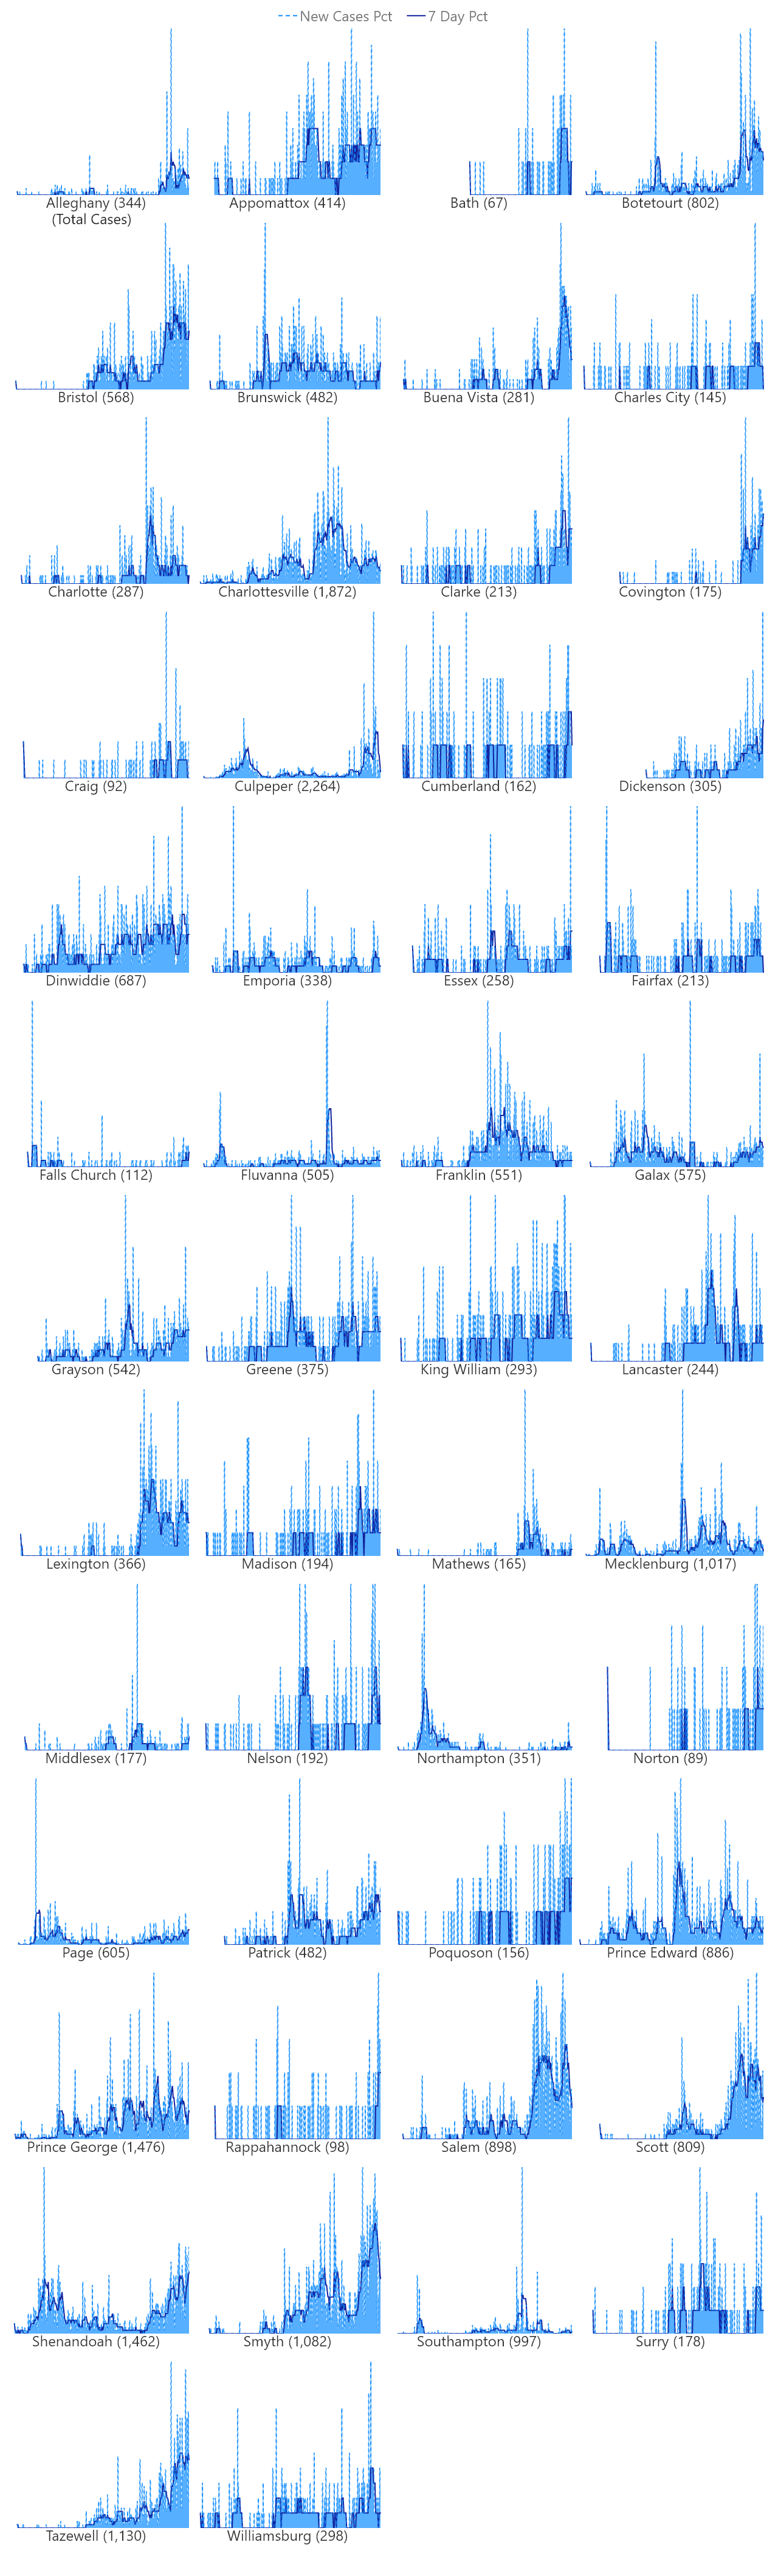 New Cases Pct 7 Day Pct
Alleghany (344) Appomattox (414) Bath (67) Botetourt (802)
(Total Cases)
Bristol (568) Brunswick (482) Buena Vista (281) Charles City (145)
Charlotte (287) Charlottesville (1,872) Clarke (213) Covington (175)
Craig (92) Culpeper (2,264) Cumberland (162) Dickenson (305)
Dinwiddie (687) Emporia (338) Essex (258) Fairfax (213)
Falls Church (112) Fluvanna (505) Franklin (551) Galax (575)
Grayson (542) Greene (375) King William (293) Lancaster (244)
Lexington (366) Madison (194) Mathews (165) Mecklenburg (1,017)
Middlesex (177) Nelson (192) Northampton (351) Norton (89)
Page (605) Patrick (482) Poquoson (156) Prince Edward (886)
Prince George (1,476) Rappahannock (98) Salem (898) Scott (809)
Shenandoah (1,462) Smyth (1,082) Southampton (997) Surry (178)
Tazewell (1,130) Williamsburg (298)